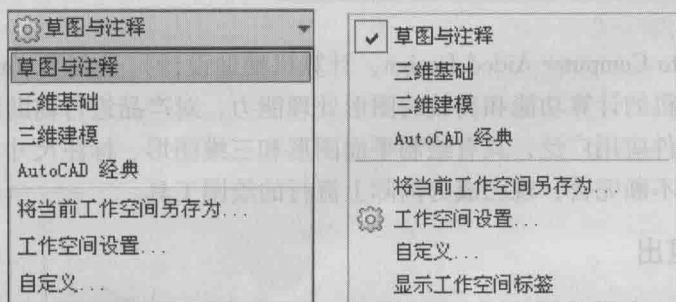 草图与注释
草图与注释
三维基础
三维建模
AutoCAD 经典
将当前工作空间另存为...
工作空间设置...
自定义...
草图与注释
三维基础
三维建模
AutoCAD 经典
将当前工作空间另存为...
工作空间设置...
自定义...
显示工作空间标签
to Computer Aided